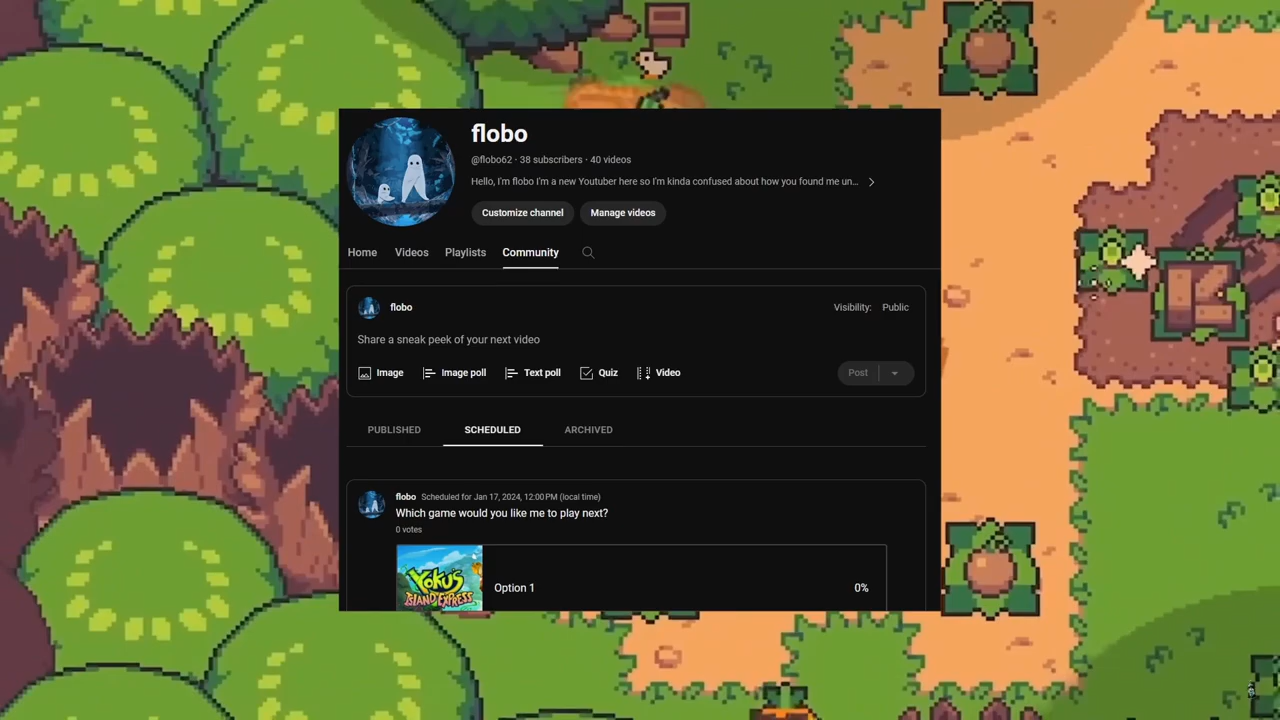 flobo
@flobo62 · 38 subscribers · 40 videos
Hello, I'm flobo I'm a new Youtuber here so I'm kinda confused about how you found me un...
Customize channel Manage videos
Home Videos Playlists Community
flobo Visibility: Public
Share a sneak peek of your next video
Image Image poll Text poll Quiz Video Post
PUBLISHED SCHEDULED ARCHIVED
flobo Scheduled for Jan 17, 2024, 12:00 PM (local time)
Which game would you like me to play next?
0 votes
YOKU'S
ISLAND EXPRESS
Option 1 0%